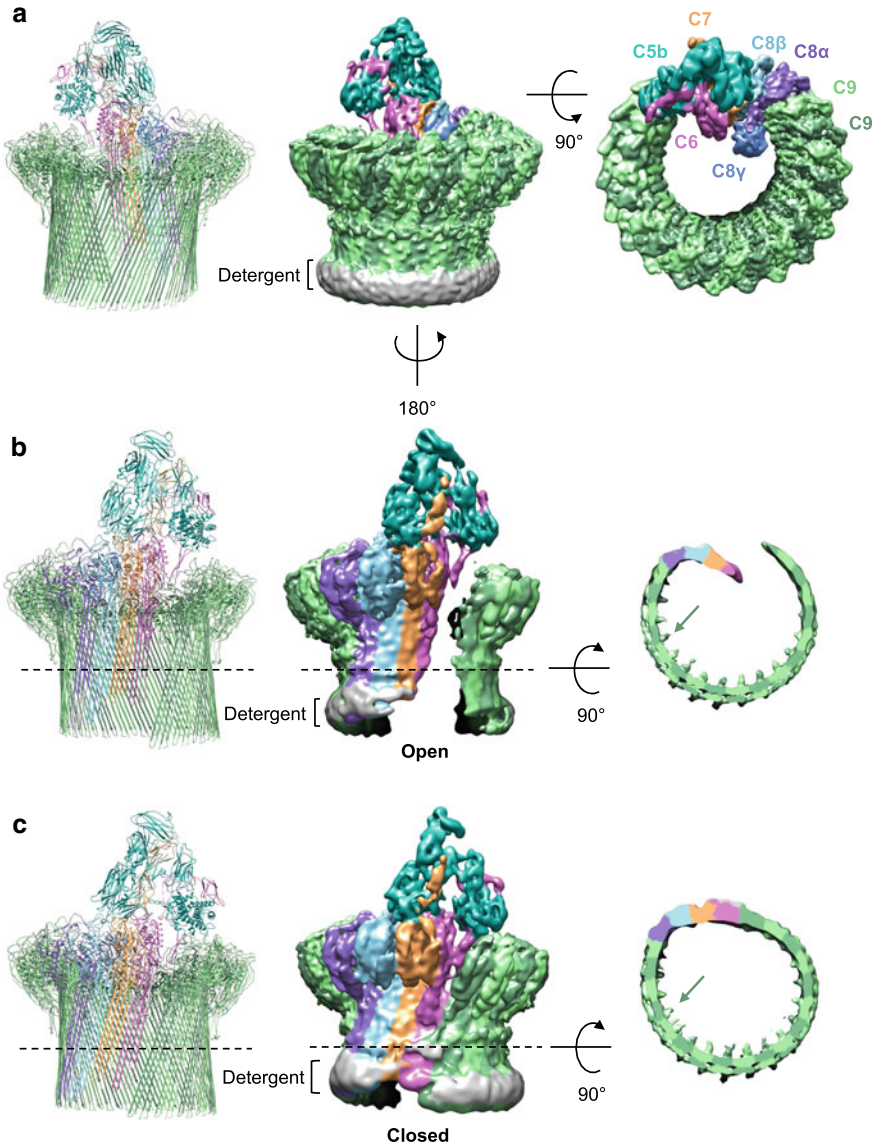 a
C7
C5b
C8β
C8α
C9
C9
C6
C8γ
90°
Detergent
180°
b
Detergent
90°
Open
c
Detergent
90°
Closed